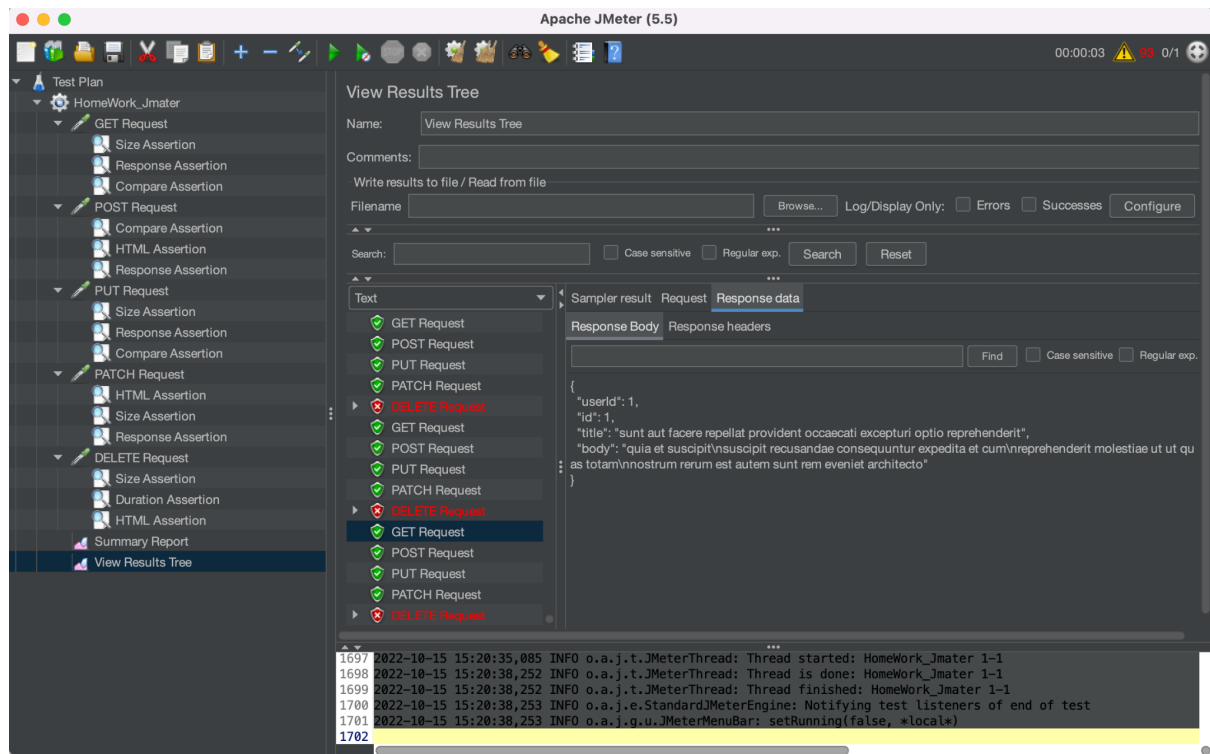 Apache JMeter (5.5)
00:00:03 93 0/1
Test Plan
HomeWork_Jmater
GET Request
Size Assertion
Response Assertion
Compare Assertion
POST Request
Compare Assertion
HTML Assertion
Response Assertion
PUT Request
Size Assertion
Response Assertion
Compare Assertion
PATCH Request
HTML Assertion
Size Assertion
Response Assertion
DELETE Request
Size Assertion
Duration Assertion
HTML Assertion
Summary Report
View Results Tree
View Results Tree
Name: View Results Tree
Comments:
Write results to file / Read from file
Filename Browse... Log/Display Only: Errors Successes Configure
Search: Case sensitive Regular exp. Search Reset
Text
GET Request
POST Request
PUT Request
PATCH Request
DELETE Request
GET Request
POST Request
PUT Request
PATCH Request
DELETE Request
GET Request
POST Request
PUT Request
PATCH Request
DELETE Request
Sampler result Request Response data
Response Body Response headers
Find Case sensitive Regular exp.
{
"userId": 1,
"id": 1,
"title": "sunt aut facere repellat provident occaecati excepturi optio reprehenderit",
"body": "quia et suscipit\nsuscipit recusandae consequuntur expedita et cum\nreprehenderit molestiae ut ut qu
as totam\nnostrum rerum est autem sunt rem eveniet architecto"
}
1697 2022-10-15 15:20:35,085 INFO o.a.j.t.JMeterThread: Thread started: HomeWork_Jmater 1-1
1698 2022-10-15 15:20:38,252 INFO o.a.j.t.JMeterThread: Thread is done: HomeWork_Jmater 1-1
1699 2022-10-15 15:20:38,252 INFO o.a.j.t.JMeterThread: Thread finished: HomeWork_Jmater 1-1
1700 2022-10-15 15:20:38,253 INFO o.a.j.e.StandardJMeterEngine: Notifying test listeners of end of test
1701 2022-10-15 15:20:38,253 INFO o.a.j.g.u.JMeterMenuBar: setRunning(false, *local*)
1702